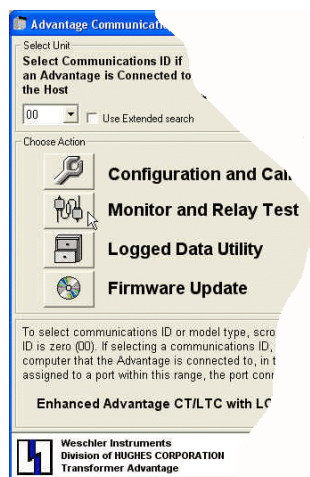 Advantage Communicati
Select Unit
Select Communications ID if
an Advantage is Connected to
the Host
00
Use Extended search
Choose Action
Configuration and Cal
Monitor and Relay Test
Logged Data Utility
Firmware Update
To select communications ID or model type, scro
ID is zero (00). If selecting a communications ID,
computer that the Advantage is connected to, in t
assigned to a port within this range, the port conn
Enhanced Advantage CT/LTC with LO
Weschler Instruments
Division of HUGHES CORPORATION
Transformer Advantage